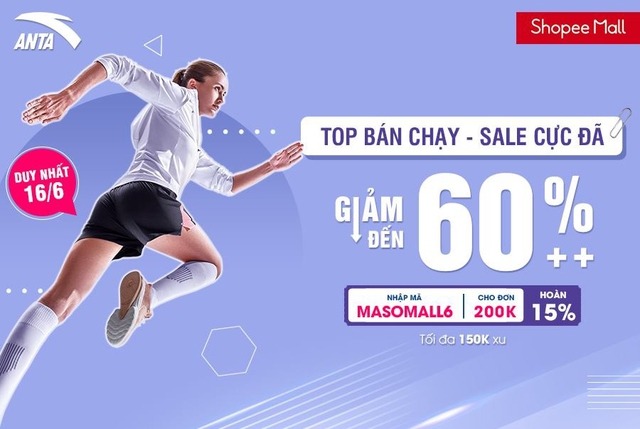 ANTA
Shopee Mall
TOP BÁN CHẠY - SALE CỰC ĐÃ
DUY NHẤT
16/6
GIẢM
ĐẾN
60%
++
NHẬP MÃ
MASOMALL6
CHO ĐƠN
200K
HOÀN
15%
Tối đa 150K xu